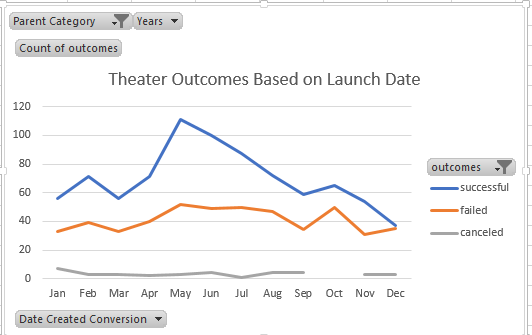 Parent Category Years
Count of outcomes
Theater Outcomes Based on Launch Date
120
100
80
60
40
20
0
Jan Feb Mar Apr May Jun Jul Aug Sep Oct Nov Dec
outcomes
successful
failed
canceled
Date Created Conversion